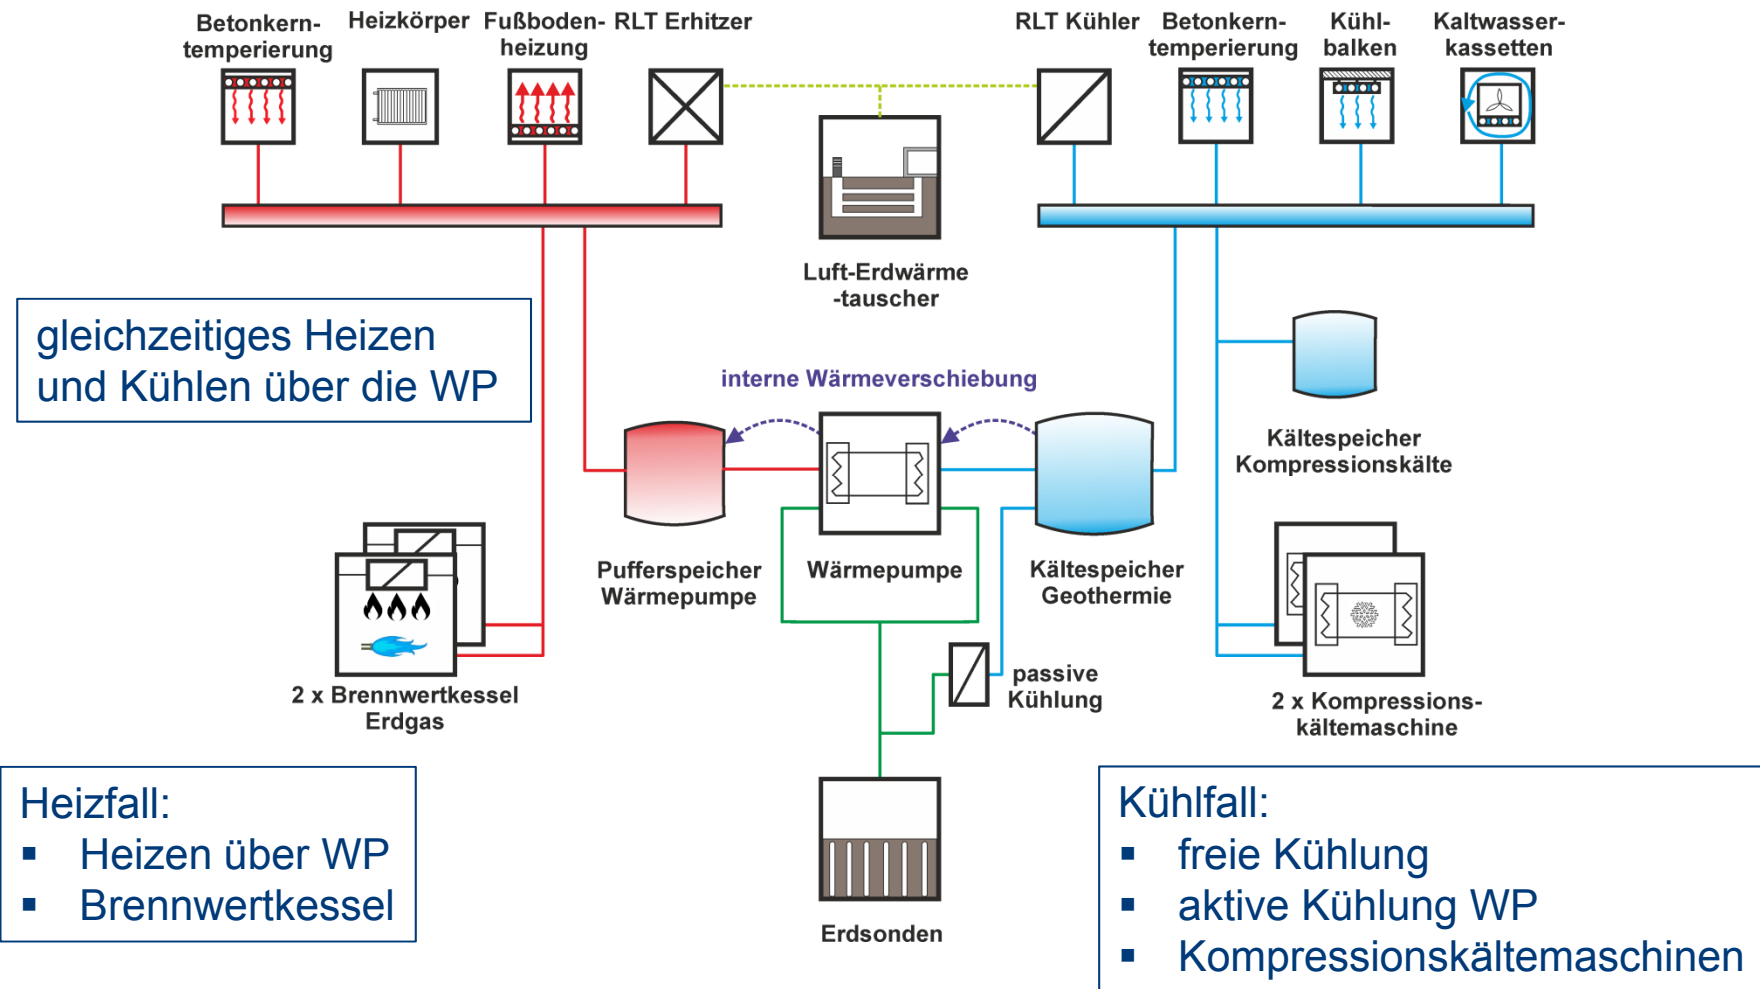 Betonkern-
temperierung
Heizkörper
Fußboden-
heizung
RLT Erhitzer
RLT Kühler
Betonkern-
temperierung
Kühl-
balken
Kaltwasser-
kassetten
Luft-Erdwärme
-tauscher
gleichzeitiges Heizen
und Kühlen über die WP
interne Wärmeverschiebung
Kältespeicher
Kompressionskälte
Pufferspeicher
Wärmepumpe
Wärmepumpe
Kältespeicher
Geothermie
passive
Kühlung
2 x Brennwertkessel
Erdgas
2 x Kompressions-
kältemaschine
Heizfall:
▪ Heizen über WP
▪ Brennwertkessel
Erdsonden
Kühlfall:
▪ freie Kühlung
▪ aktive Kühlung WP
▪ Kompressionskältemaschinen